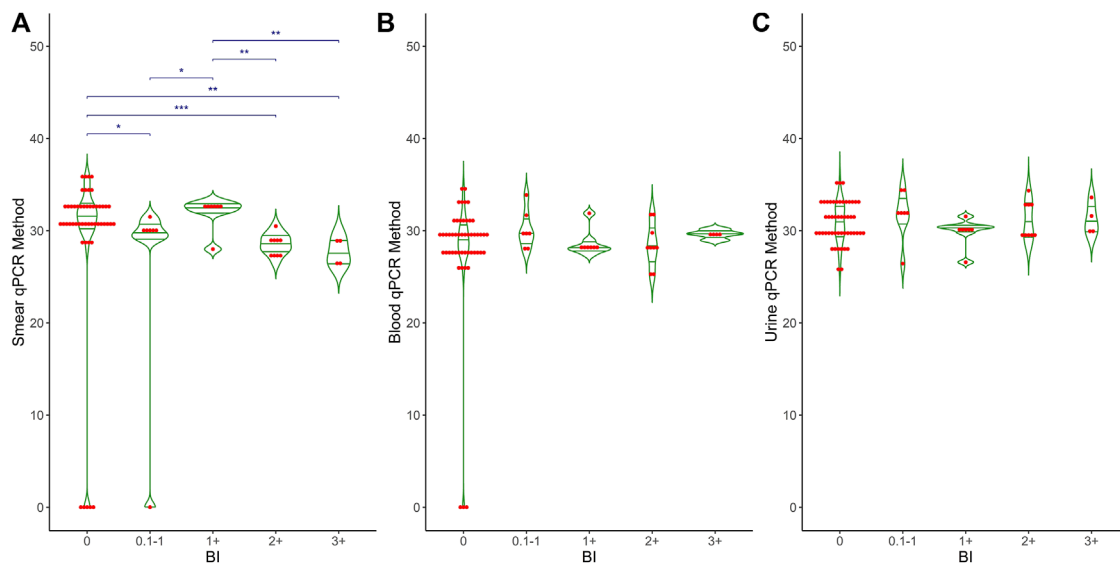 A
Smear qPCR Method
50
40
30
20
10
0
**
**
*
**
***
*
0 0.1-1 1+ 2+ 3+
BI
B
Blood qPCR Method
50
40
30
20
10
0
0 0.1-1 1+ 2+ 3+
BI
C
Urine qPCR Method
50
40
30
20
10
0
0 0.1-1 1+ 2+ 3+
BI